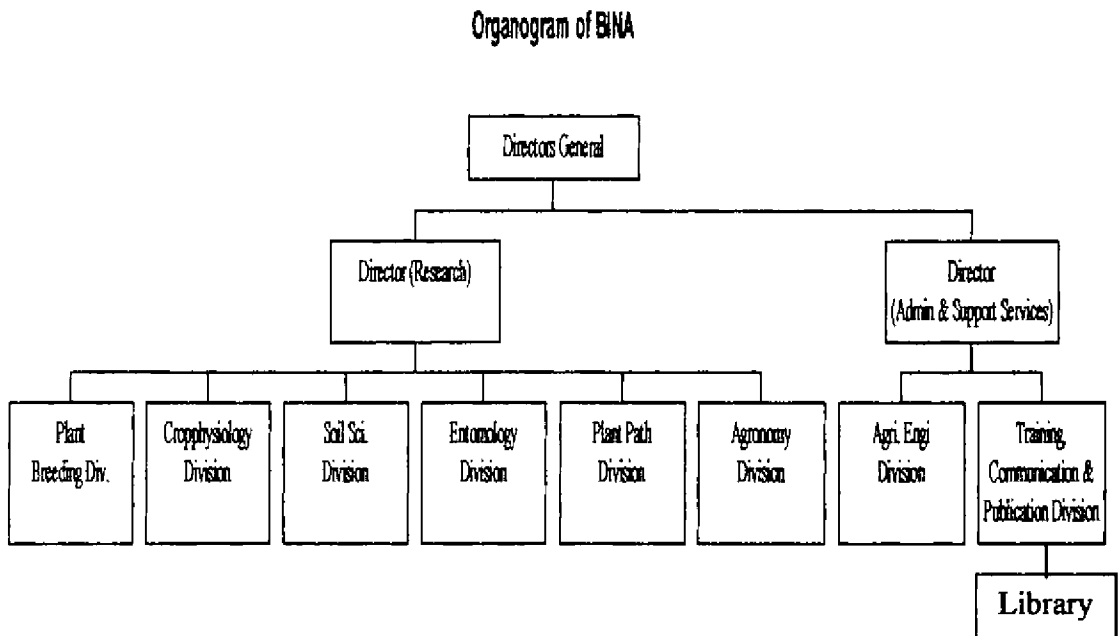 Organogram of BINA
Directors General
Director (Research)
Director
(Admin & Support Services)
Plant
Breeding Div.
Cropphysiology
Division
Soil Sci.
Division
Entomology
Division
Plant Path
Division
Agronomy
Division
Agri. Engi
Division
Training,
Communication &
Publication Division
Library